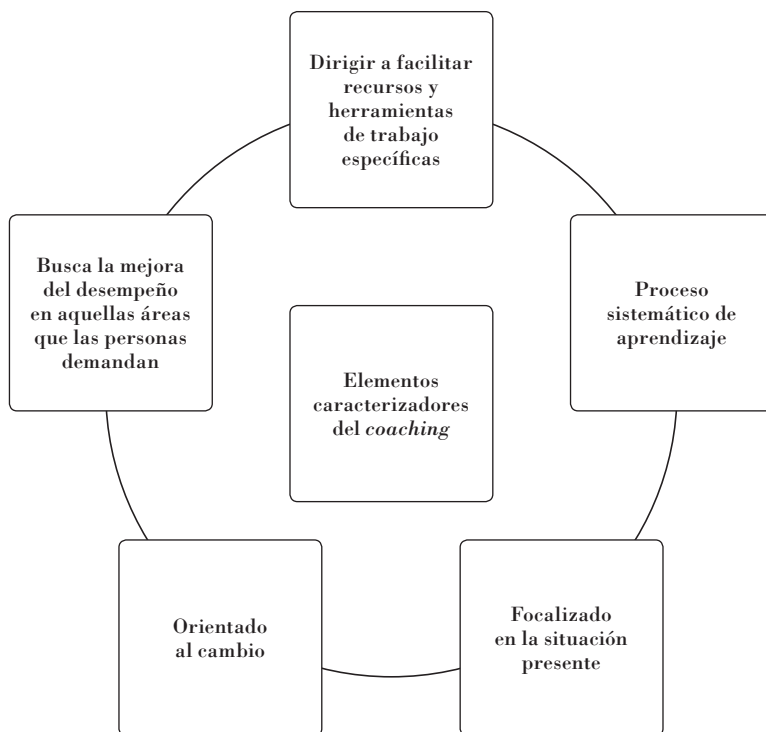 Dirigir a facilitar
recursos y
herramientas
de trabajo
específicas
Busca la mejora
del desempeño
en aquellas áreas
que las personas
demandan
Proceso
sistemático de
aprendizaje
Elementos
caracterizadores
del coaching
Orientado
al cambio
Focalizado
en la situación
presente